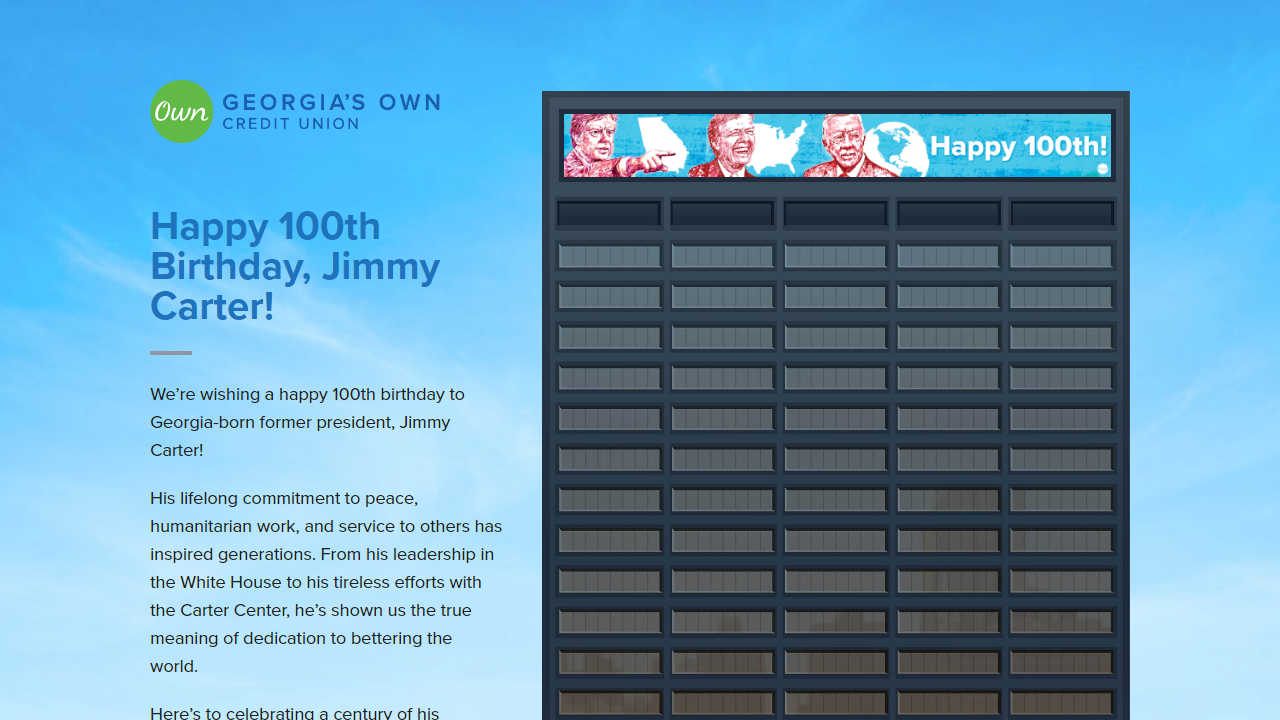 Own
GEORGIA'S OWN
CREDIT UNION
Happy 100th!
Happy 100th
Birthday, Jimmy
Carter!
We’re wishing a happy 100th birthday to
Georgia-born former president, Jimmy
Carter!
His lifelong commitment to peace,
humanitarian work, and service to others has
inspired generations. From his leadership in
the White House to his tireless efforts with
the Carter Center, he’s shown us the true
meaning of dedication to bettering the
world.
Here’s to celebrating a century of his